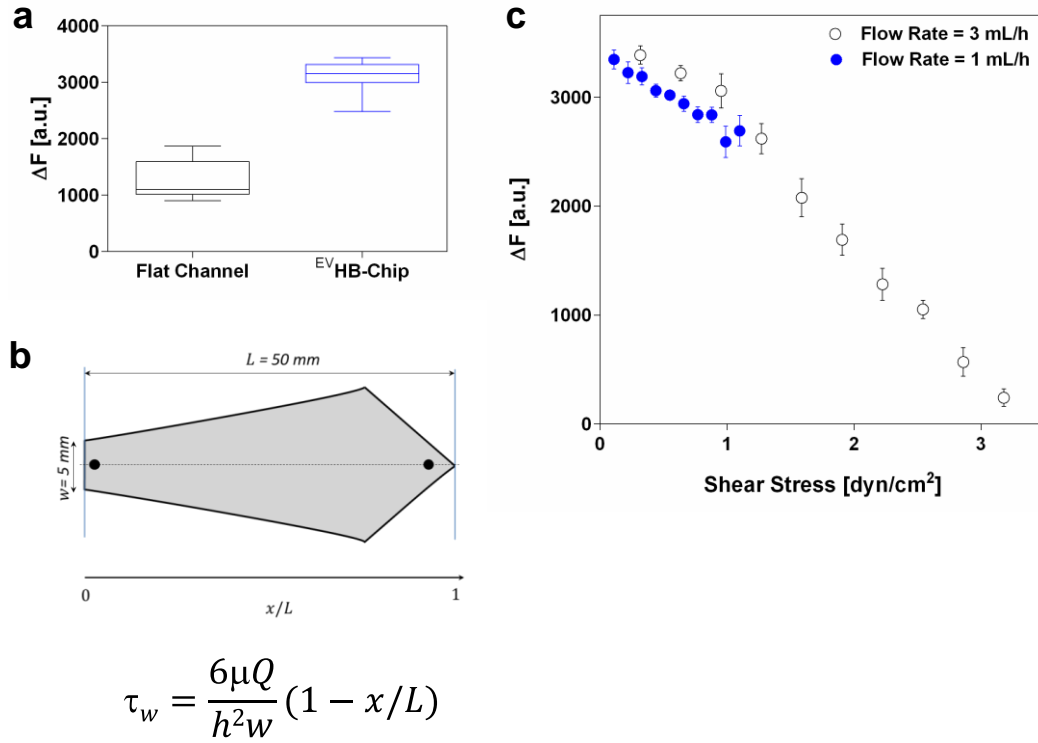 a
4000
3000
2000
1000
0
ΔF [a.u.]
Flat Channel
EVHB-Chip
b
L = 50 mm
w= 5 mm
0
1
x/L
τw = 6μQ/h²w (1 − x/L)
c
Flow Rate = 3 mL/h
Flow Rate = 1 mL/h
3000
2000
1000
0
ΔF [a.u.]
0 1 2 3
Shear Stress [dyn/cm²]